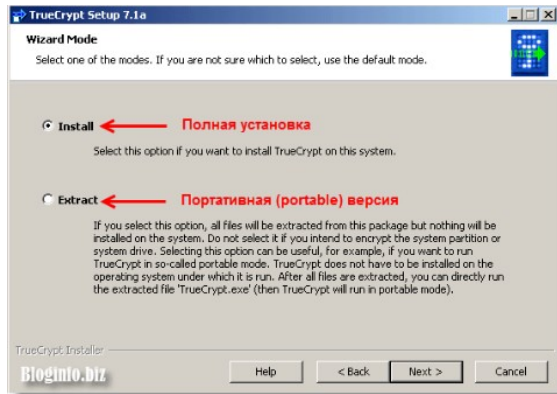 TrueCrypt Setup 7.1a
Wizard Mode
Select one of the modes. If you are not sure which to select, use the default mode.
Install
Полная установка
Select this option if you want to install TrueCrypt on this system.
Extract
Портативная (portable) версия
If you select this option, all files will be extracted from this package but nothing will be
installed on the system. Do not select it if you intend to encrypt the system partition or
system drive. Selecting this option can be useful, for example, if you want to run
TrueCrypt in so-called portable mode. TrueCrypt does not have to be installed on the
operating system under which it is run. After all files are extracted, you can directly run
the extracted file 'TrueCrypt.exe' (then TrueCrypt will run in portable mode).
TrueCrypt Installer
Bloginfo.biz
Help
< Back
Next >
Cancel